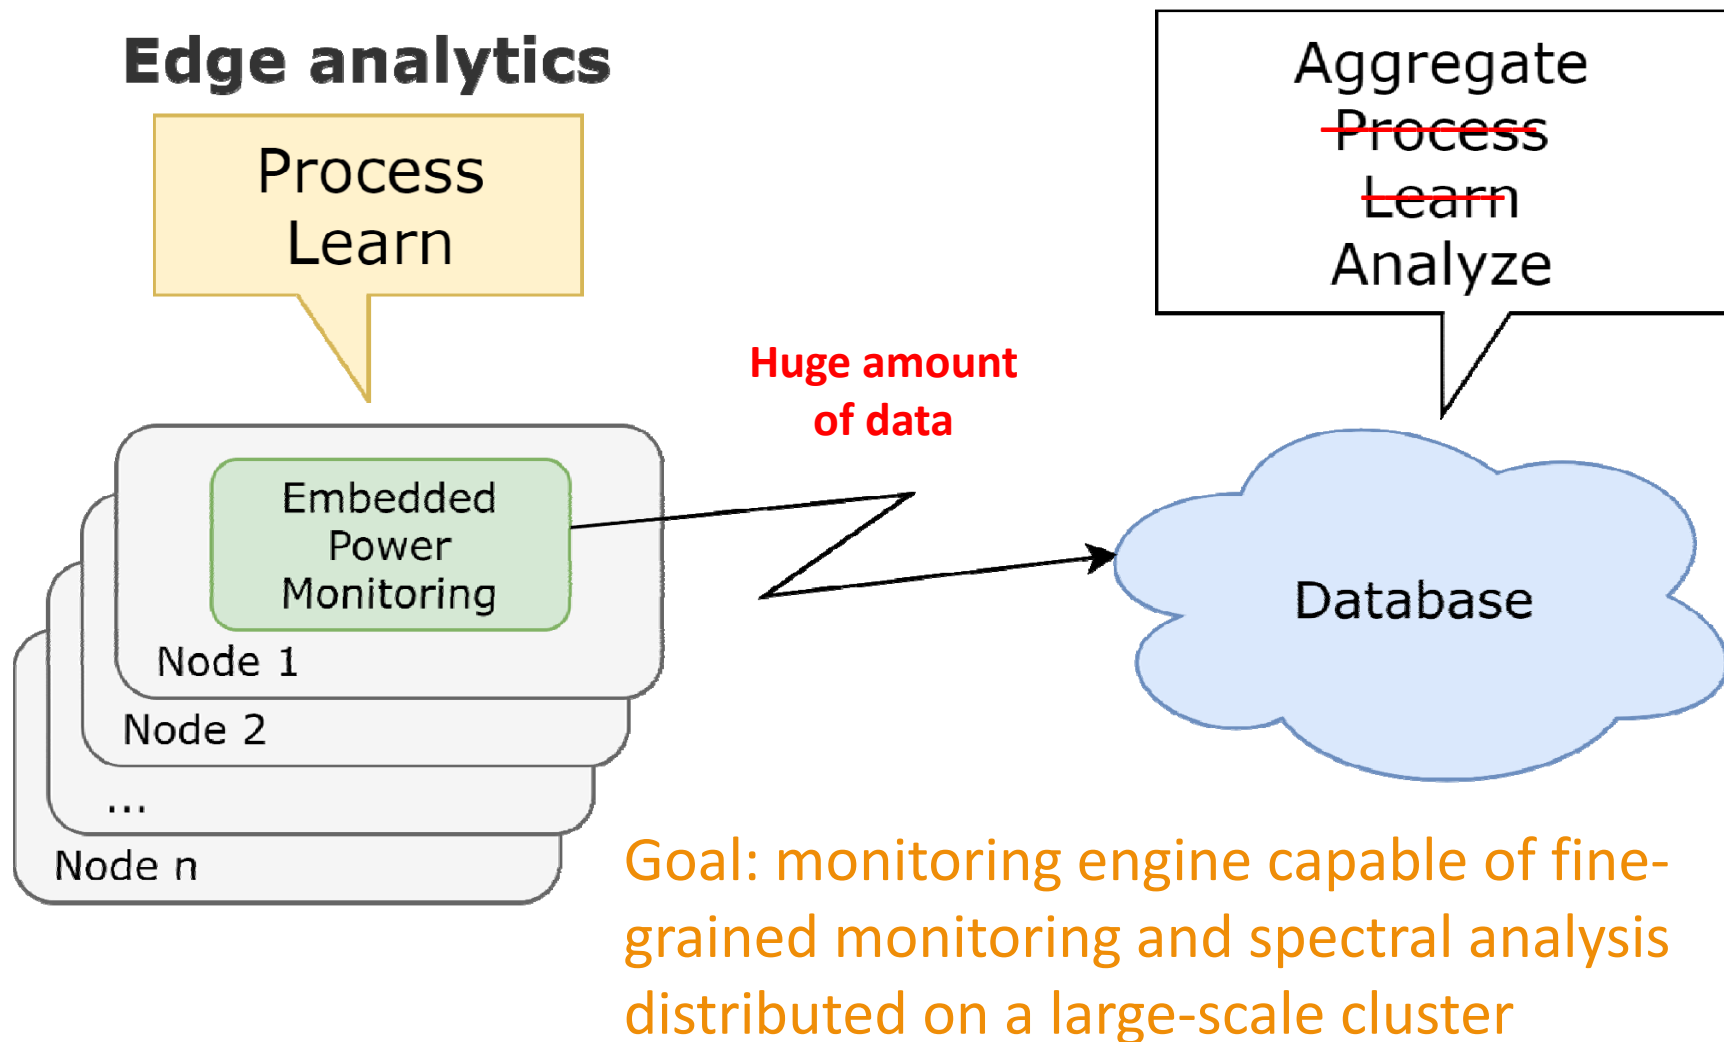 Edge analytics
Process
Learn
Aggregate
Process
Learn
Analyze
Huge amount
of data
Embedded
Power
Monitoring
Node 1
Node 2
...
Node n
Database
Goal: monitoring engine capable of fine-
grained monitoring and spectral analysis
distributed on a large-scale cluster